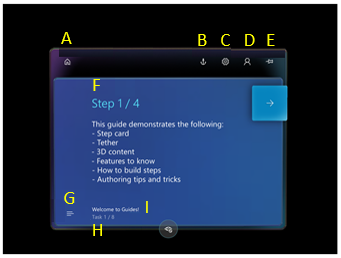 A
B
C
D
E
F
Step 1 / 4
This guide demonstrates the following:
- Step card
- Tether
- 3D content
- Features to know
- How to build steps
- Authoring tips and tricks
G
Welcome to Guides!
I
Task 1 / 8
H